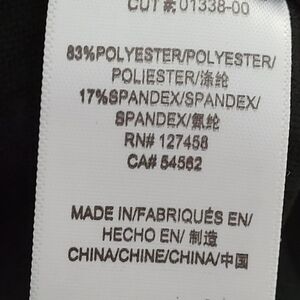 CUT # 01338-00
83%POLYESTER/POLYESTER/
POLIESTER/涤纶
17%SPANDEX/SPANDEX/
SPANDEX/氨纶
RN# 127458
CA# 54562
MADE IN/FABRIQUÉS EN/
HECHO EN/ 制造
CHINA/CHINE/CHINA/中国